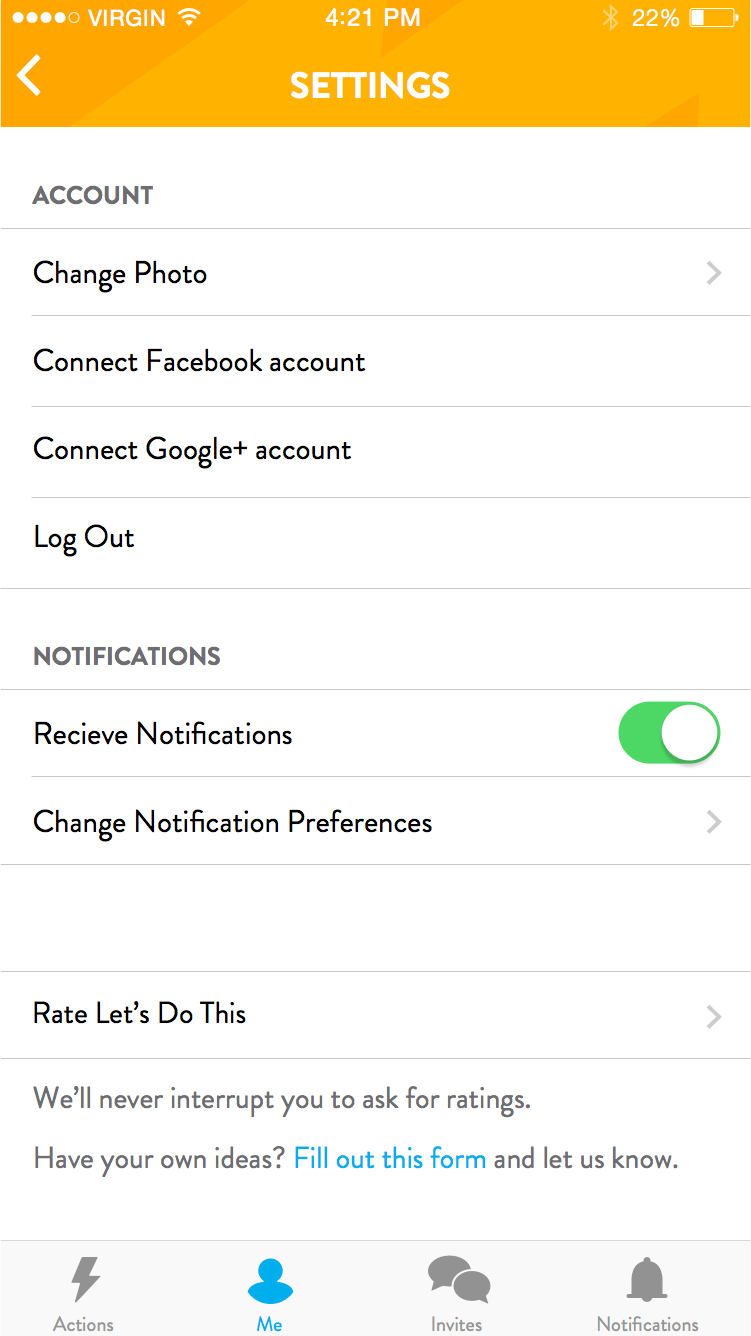 VIRGIN 4:21 PM 22%
SETTINGS
ACCOUNT
Change Photo
Connect Facebook account
Connect Google+ account
Log Out
NOTIFICATIONS
Recieve Notifications
Change Notification Preferences
Rate Let’s Do This
We’ll never interrupt you to ask for ratings.
Have your own ideas? Fill out this form and let us know.
Actions Me Invites Notifications